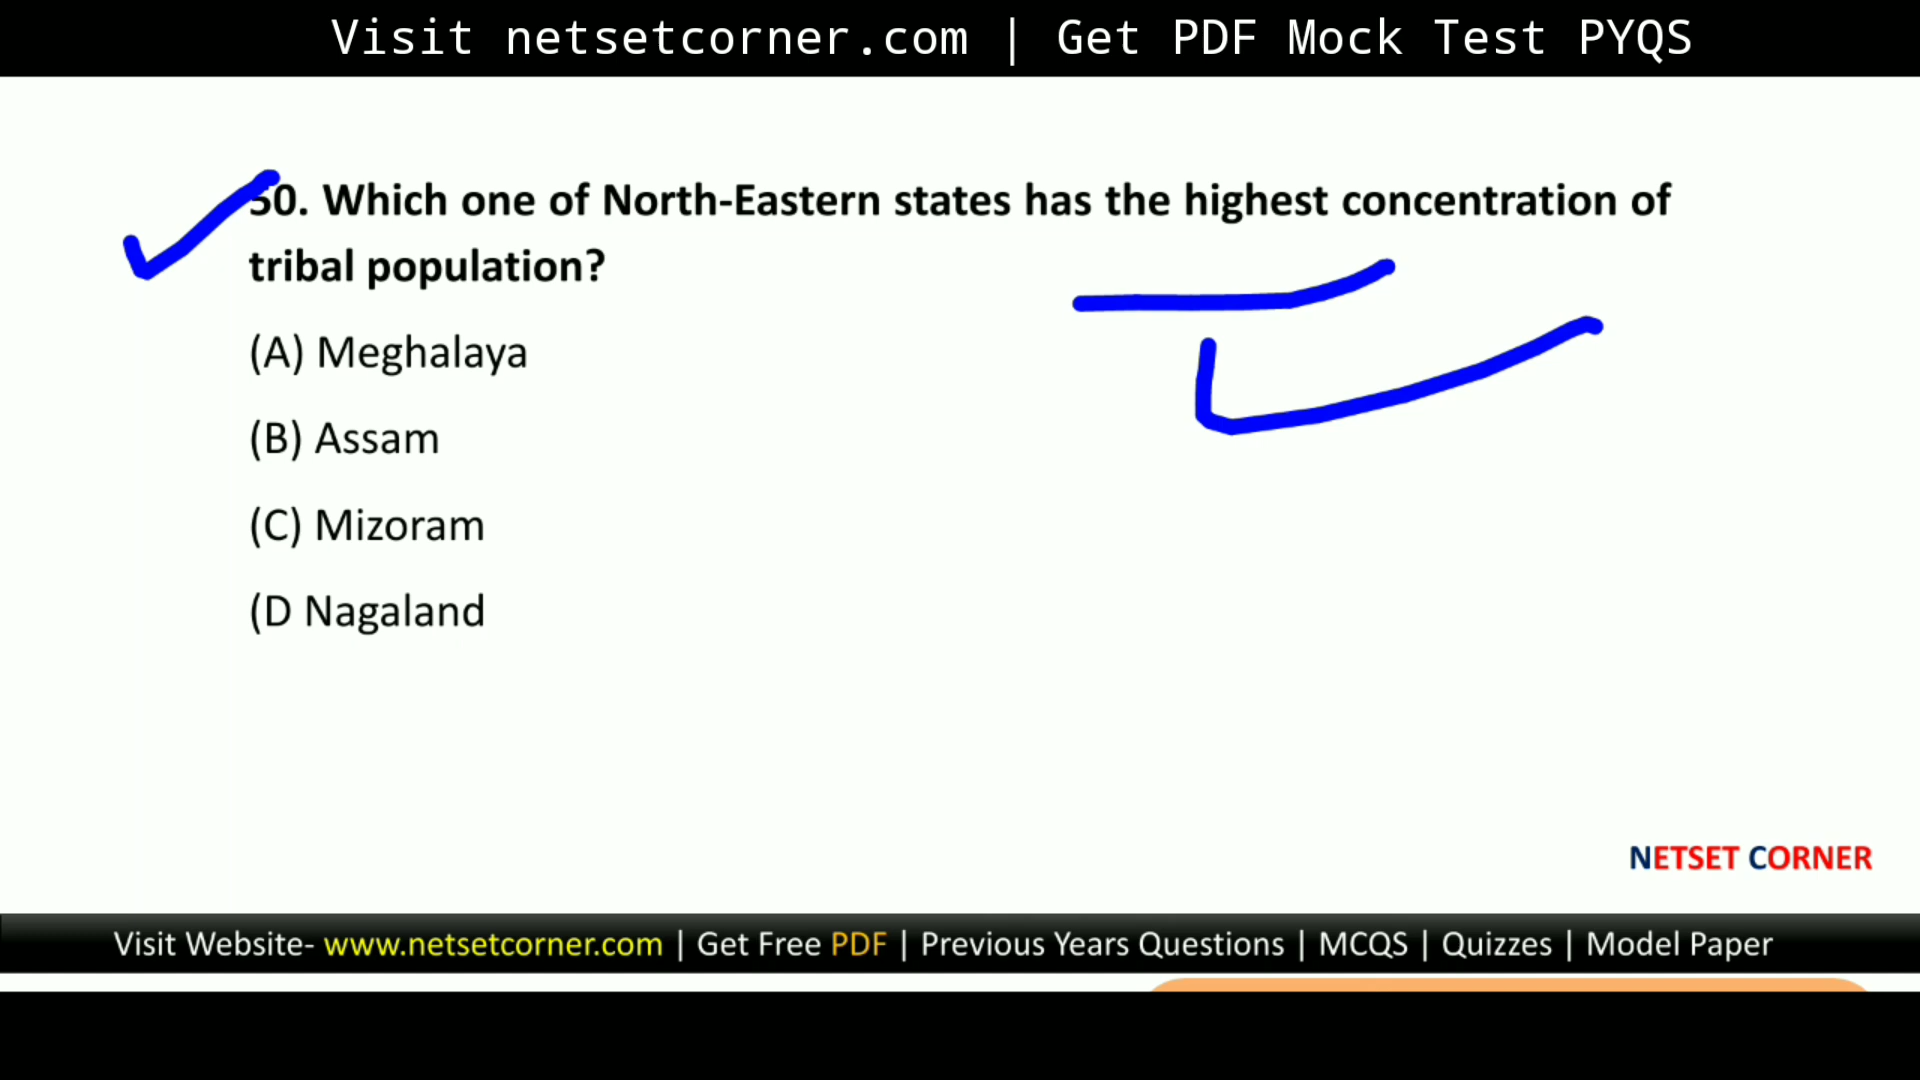 Visit netsetcorner.com | Get PDF Mock Test PYQS
50. Which one of North-Eastern states has the highest concentration of
tribal population?
(A) Meghalaya
(B) Assam
(C) Mizoram
(D Nagaland
NETSET CORNER
Visit Website- www.netsetcorner.com | Get Free PDF | Previous Years Questions | MCQS | Quizzes | Model Paper